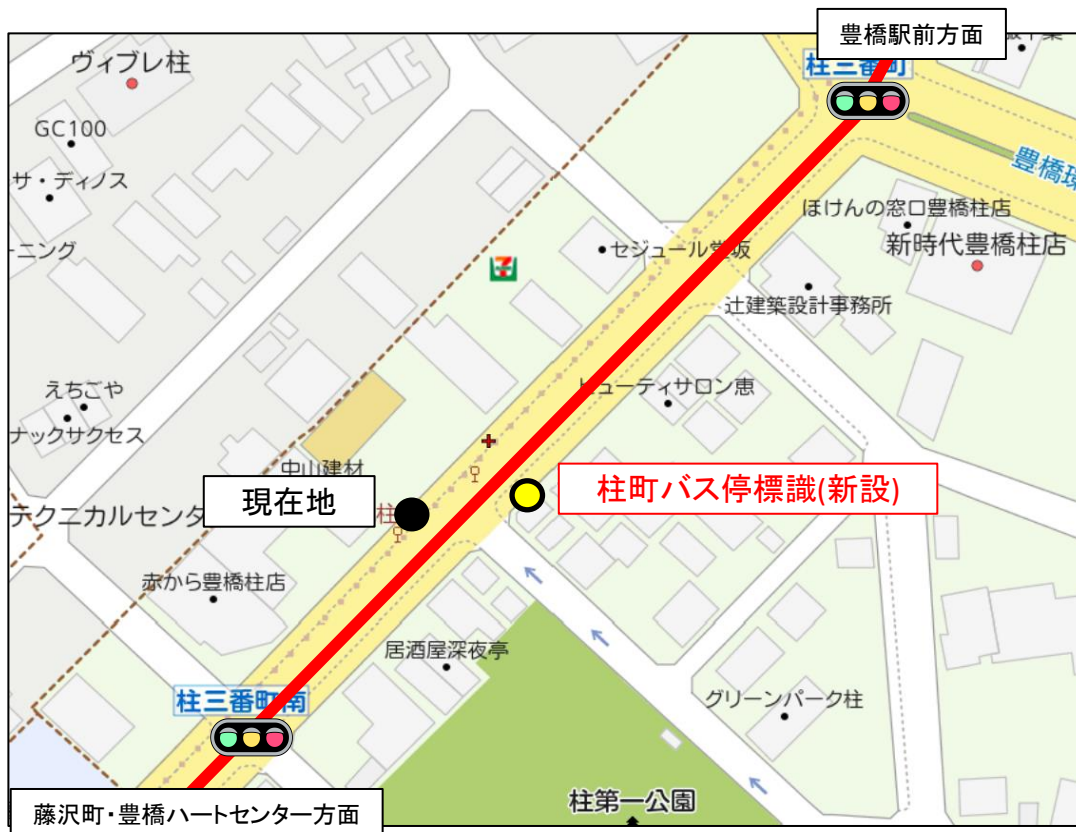 豊橋駅前方面
ヴィブレ柱
柱三番町
GC100
豊橋環
サ・ディノス
ほけんの窓口豊橋柱店
新時代豊橋柱店
ーニング
セジュール堂坂
辻建築設計事務所
えちごや
ビューティサロン恵
ナックサクセス
中山建材
現在地
柱町バス停標識(新設)
テクニカルセンタ
柱
赤から豊橋柱店
居酒屋深夜亭
柱三番町南
グリーンパーク柱
柱第一公園
藤沢町・豊橋ハートセンター方面